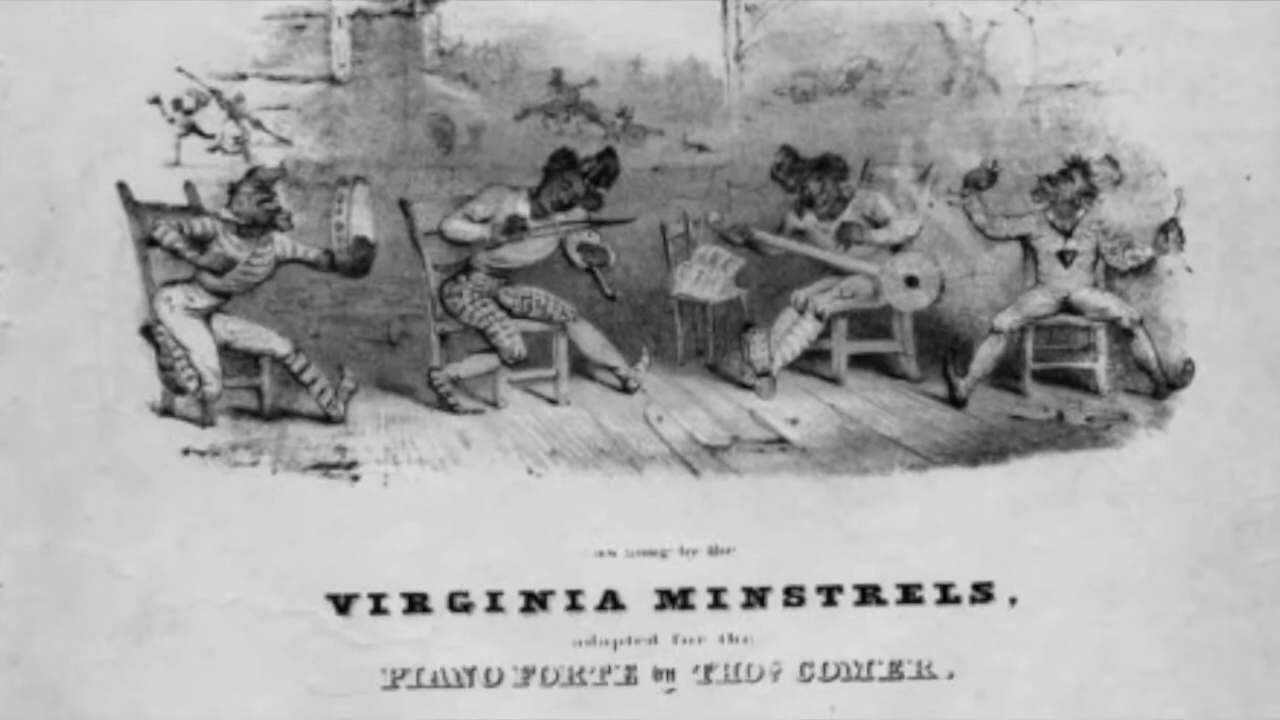 as sung by the
VIRGINIA MINSTRELS,
adapted for the
PIANO FORTE by THOS COMER.